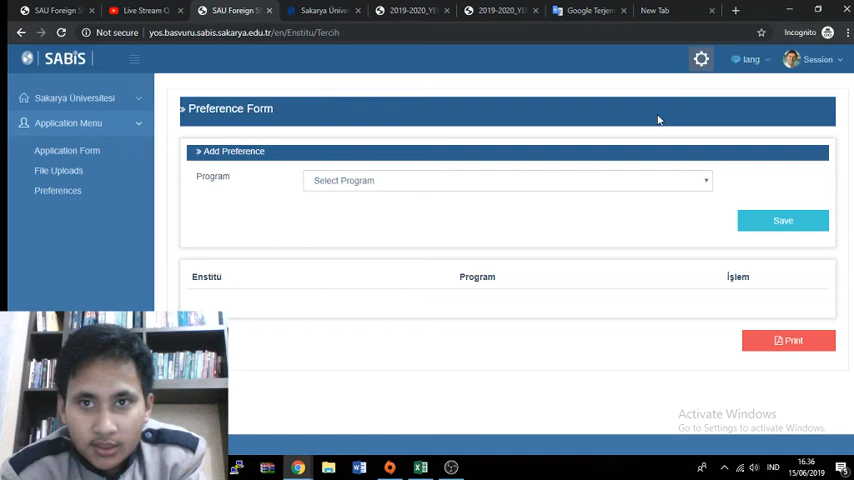 SAU Foreign S
Live Stream Q
SAU Foreign S
Sakarya Univer
2019-2020_YE
2019-2020_YE
Google Terjem
New Tab
Not secure
yos.basvuru.sabis.sakarya.edu.tr/en/Enstitu/Tercih
Incognito
SABİS
lang
Session
Sakarya Üniversitesi
Application Menu
Application Form
File Uploads
Preferences
» Preference Form
» Add Preference
Program
Select Program
Save
Enstitü
Program
İşlem
Print
Activate Windows
Go to Settings to activate Windows.
IND
16.36
15/06/2019